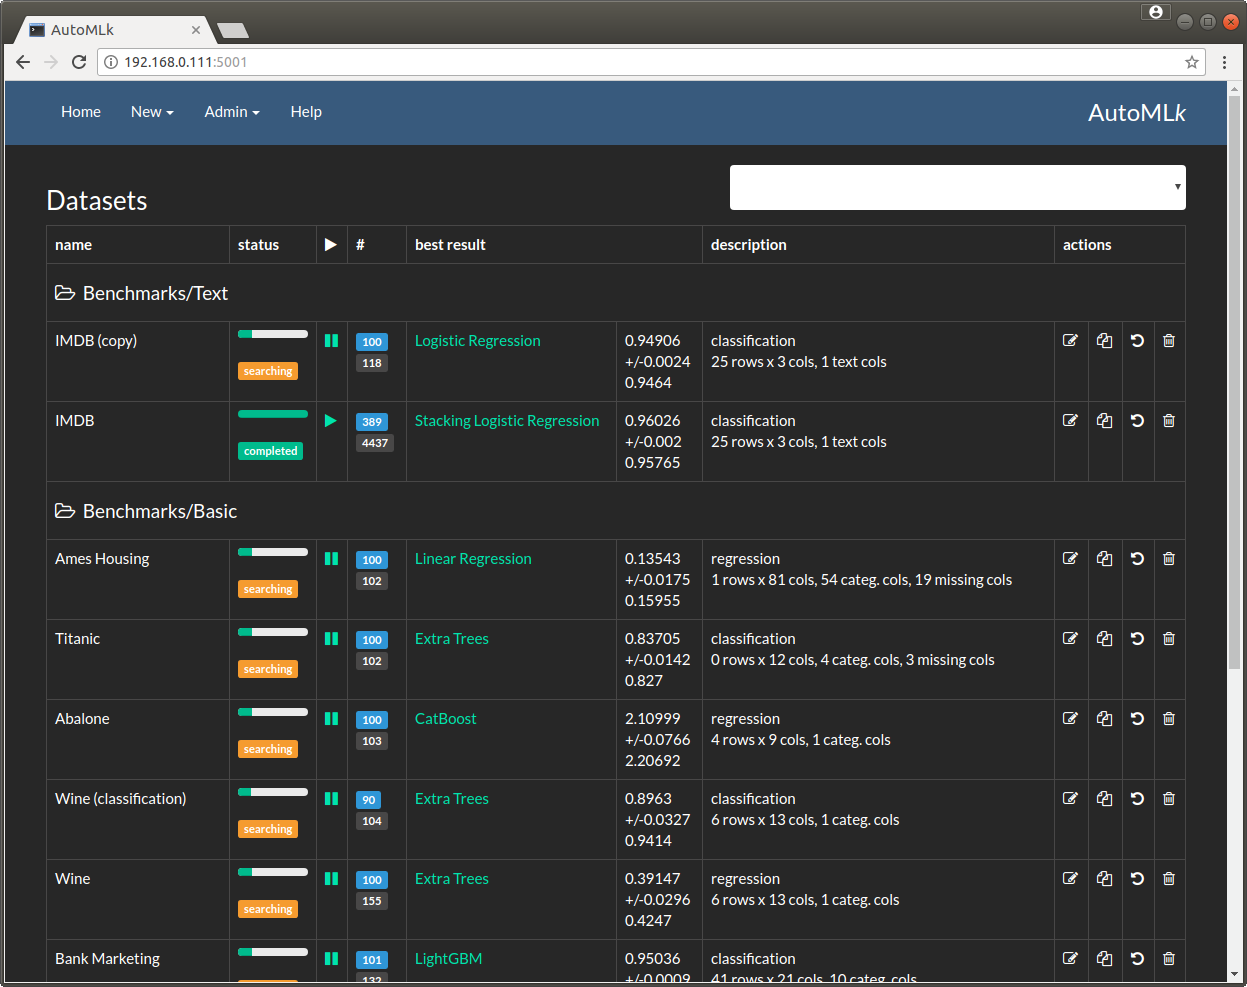 AutoMLk
192.168.0.111:5001
Home New Admin Help AutoMLk
Datasets
name status # best result description actions
Benchmarks/Text
IMDB (copy) 100 Logistic Regression 0.94906 classification
searching 118 +/-0.0024 25 rows x 3 cols, 1 text cols
0.9464
IMDB 389 Stacking Logistic Regression 0.96026 classification
completed 4437 +/-0.002 25 rows x 3 cols, 1 text cols
0.95765
Benchmarks/Basic
Ames Housing 100 Linear Regression 0.13543 regression
searching 102 +/-0.0175 1 rows x 81 cols, 54 categ. cols, 19 missing cols
0.15955
Titanic 100 Extra Trees 0.83705 classification
searching 102 +/-0.0142 0 rows x 12 cols, 4 categ. cols, 3 missing cols
0.827
Abalone 100 CatBoost 2.10999 regression
searching 103 +/-0.0766 4 rows x 9 cols, 1 categ. cols
2.20692
Wine (classification) 90 Extra Trees 0.8963 classification
searching 104 +/-0.0327 6 rows x 13 cols, 1 categ. cols
0.9414
Wine 100 Extra Trees 0.39147 regression
searching 155 +/-0.0296 6 rows x 13 cols, 1 categ. cols
0.4247
Bank Marketing 101 LightGBM 0.95036 classification
132 +/-0.0009 41 rows x 21 cols, 10 categ. cols